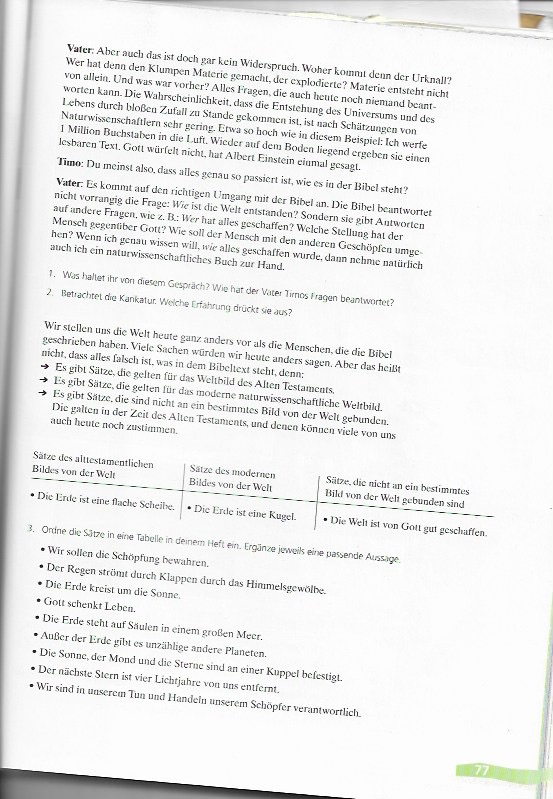 Vater: Aber auch das ist doch gar kein Widerspruch. Woher kommt denn der Urknall?
Wer hat denn den Klumpen Materie gemacht, der explodierte? Materie entsteht nicht
von allein. Und was war vorher? Alles Fragen, die auch heute noch niemand beant-
worten kann. Die Wahrscheinlichkeit, dass die Entstehung des Universums und des
Lebens durch bloßen Zufall zu Stande gekommen ist, ist nach Schätzungen von
Naturwissenschaftlern sehr gering. Etwa so hoch wie in diesem Beispiel: Ich werfe
1 Million Buchstaben in die Luft. Wieder auf dem Boden liegend ergeben sie einen
lesbaren Text. Gott würfelt nicht, hat Albert Einstein einmal gesagt.
Timo: Du meinst also, dass alles genau so passiert ist, wie es in der Bibel steht?
Vater: Es kommt auf den richtigen Umgang mit der Bibel an. Die Bibel beantwortet
nicht vorrangig die Frage: Wie ist die Welt entstanden? Sondern sie gibt Antworten
auf andere Fragen, wie z. B.: Wer hat alles geschaffen? Welche Stellung hat der
Mensch gegenüber Gott? Wie soll der Mensch mit den anderen Geschöpfen umge-
hen? Wenn ich genau wissen will, wie alles geschaffen wurde, dann nehme natürlich
auch ich ein naturwissenschaftliches Buch zur Hand.
1. Was haltet ihr von diesem Gespräch? Wie hat der Vater Timos Fragen beantwortet?
2. Betrachtet die Karikatur. Welche Erfahrung drückt sie aus?
Wir stellen uns die Welt heute ganz anders vor als die Menschen, die die Bibel
geschrieben haben. Viele Sachen würden wir heute anders sagen. Aber das heißt
nicht, dass alles falsch ist, was in dem Bibeltext steht, denn:
➔ Es gibt Sätze, die gelten für das Weltbild des Alten Testaments.
➔ Es gibt Sätze, die gelten für das moderne naturwissenschaftliche Weltbild.
➔ Es gibt Sätze, die sind nicht an ein bestimmtes Bild von der Welt gebunden.
Die galten in der Zeit des Alten Testaments, und denen können viele von uns
auch heute noch zustimmen.
Sätze des alttestamentlichen
Bildes von der Welt
Sätze des modernen
Bildes von der Welt
Sätze, die nicht an ein bestimmtes
Bild von der Welt gebunden sind
• Die Erde ist eine flache Scheibe.
• Die Erde ist eine Kugel.
• Die Welt ist von Gott gut geschaffen.
3. Ordne die Sätze in eine Tabelle in deinem Heft ein. Ergänze jeweils eine passende Aussage.
• Wir sollen die Schöpfung bewahren.
• Der Regen strömt durch Klappen durch das Himmelsgewölbe.
• Die Erde kreist um die Sonne.
• Gott schenkt Leben.
• Die Erde steht auf Säulen in einem großen Meer.
• Außer der Erde gibt es unzählige andere Planeten.
• Die Sonne, der Mond und die Sterne sind an einer Kuppel befestigt.
• Der nächste Stern ist vier Lichtjahre von uns entfernt.
• Wir sind in unserem Tun und Handeln unserem Schöpfer verantwortlich.
77